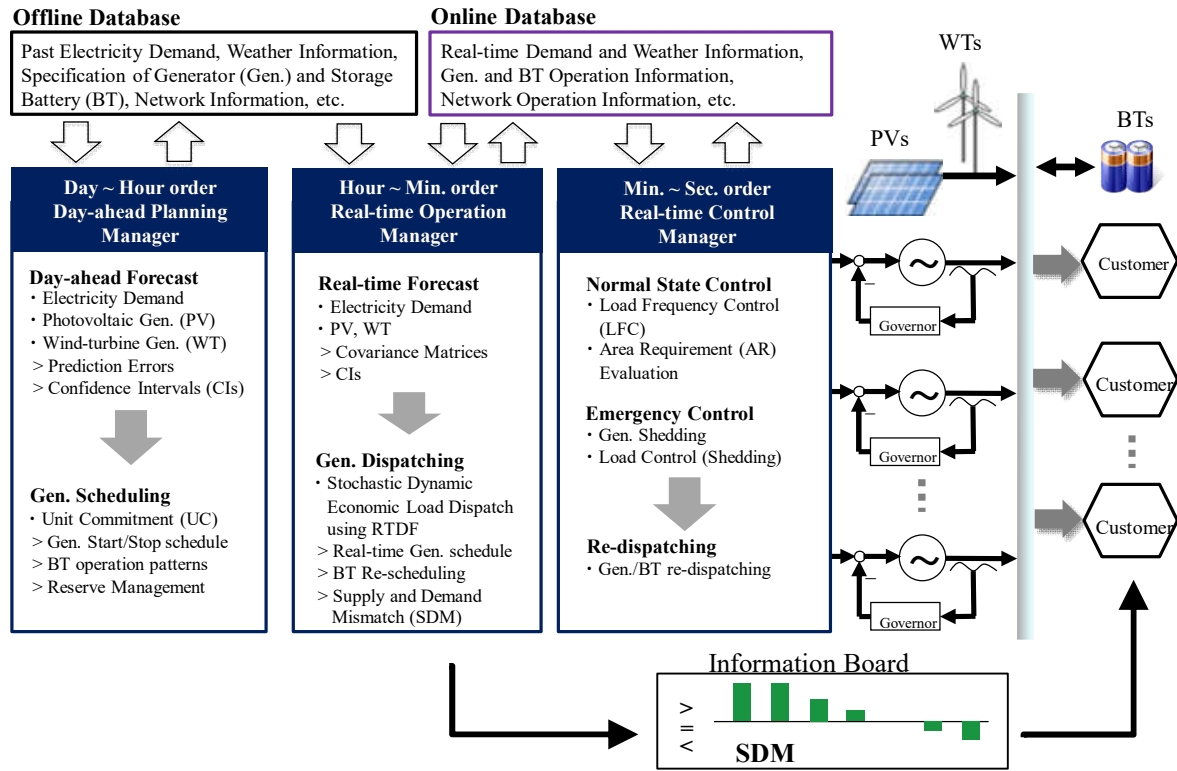 Offline Database
Past Electricity Demand, Weather Information,
Specification of Generator (Gen.) and Storage
Battery (BT), Network Information, etc.
Online Database
Real-time Demand and Weather Information,
Gen. and BT Operation Information,
Network Operation Information, etc.
WTs
PVs
BTs
Day ~ Hour order
Day-ahead Planning
Manager
Day-ahead Forecast
・Electricity Demand
・Photovoltaic Gen. (PV)
・Wind-turbine Gen. (WT)
> Prediction Errors
> Confidence Intervals (CIs)
Gen. Scheduling
・Unit Commitment (UC)
> Gen. Start/Stop schedule
> BT operation patterns
> Reserve Management
Hour ~ Min. order
Real-time Operation
Manager
Real-time Forecast
・Electricity Demand
・PV, WT
> Covariance Matrices
> CIs
Gen. Dispatching
・Stochastic Dynamic
Economic Load Dispatch
using RTDF
> Real-time Gen. schedule
> BT Re-scheduling
> Supply and Demand
Mismatch (SDM)
Min. ~ Sec. order
Real-time Control
Manager
Normal State Control
・Load Frequency Control
(LFC)
・Area Requirement (AR)
Evaluation
Emergency Control
・Gen. Shedding
・Load Control (Shedding)
Re-dispatching
・Gen./BT re-dispatching
~
−
Governor
~
−
Governor
~
−
Governor
Customer
Customer
Customer
Information Board
> = <
SDM